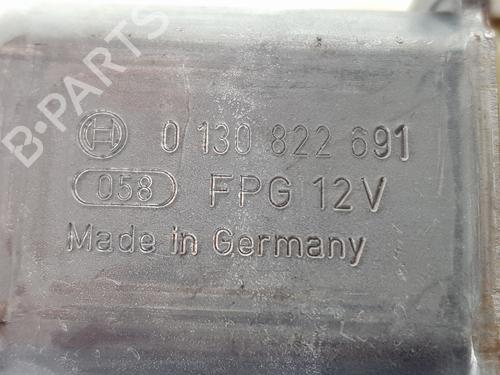 B-PARTS
0 130 822 691
058 FPG 12V
Made in Germany